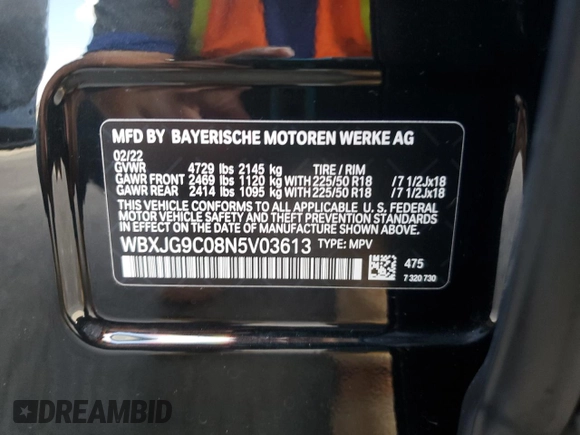 MFD BY BAYERISCHE MOTOREN WERKE AG
02/22
GVWR 4729 lbs 2145 kg TIRE / RIM
GAWR FRONT 2469 lbs 1120 kg WITH 225/50 R18 /7 1/2Jx18
GAWR REAR 2414 lbs 1095 kg WITH 225/50 R18 /7 1/2Jx18
THIS VEHICLE CONFORMS TO ALL APPLICABLE U. S. FEDERAL
MOTOR VEHICLE SAFETY, BUMPER, AND THEFT PREVENTION
STANDARDS IN EFFECT ON THE DATE OF MANUFACTURE SHOWN ABOVE.
WBXJG9C08N5V03613 TYPE: MPV
475
7 320 730
DREAMBID